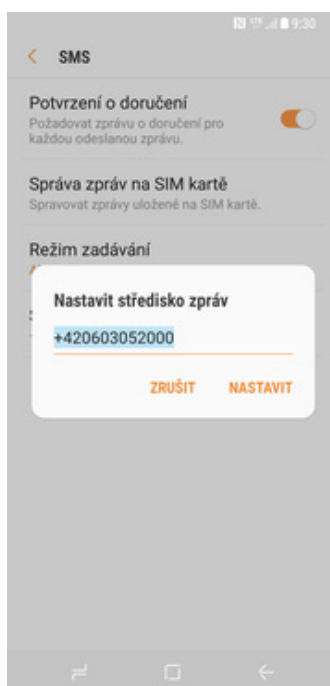 LTE 9:30
SMS
Potvrzení o doručení
Požadovat zprávu o doručení pro
každou odeslanou zprávu.
Správa zpráv na SIM kartě
Spravovat zprávy uložené na SIM kartě.
Režim zadávání
Nastavit středisko zpráv
+420603052000
ZRUŠIT NASTAVIT